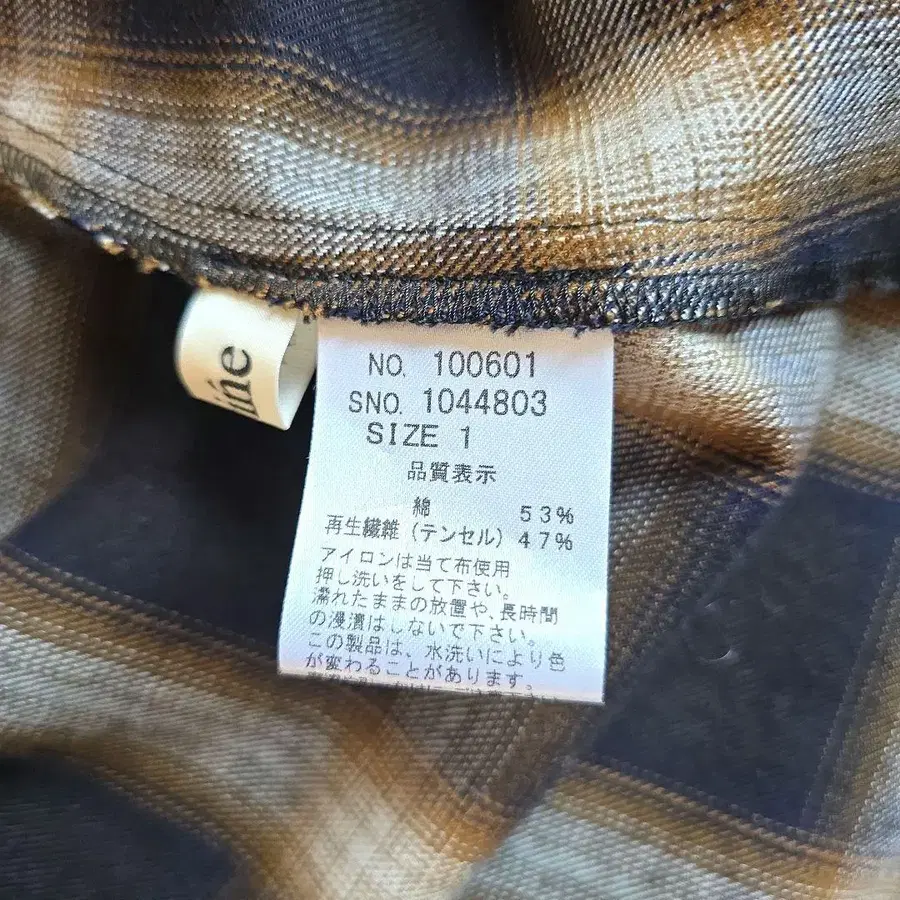 NO. 100601
SNO. 1044803
SIZE 1
品質表示
綿 53%
再生繊維(テンセル) 47%
アイロンは当て布使用
押し洗いをして下さい。
濡れたままの放置や、長時間
の浸漬はしないで下さい。
この製品は、水洗いにより色
が変わることがあります。